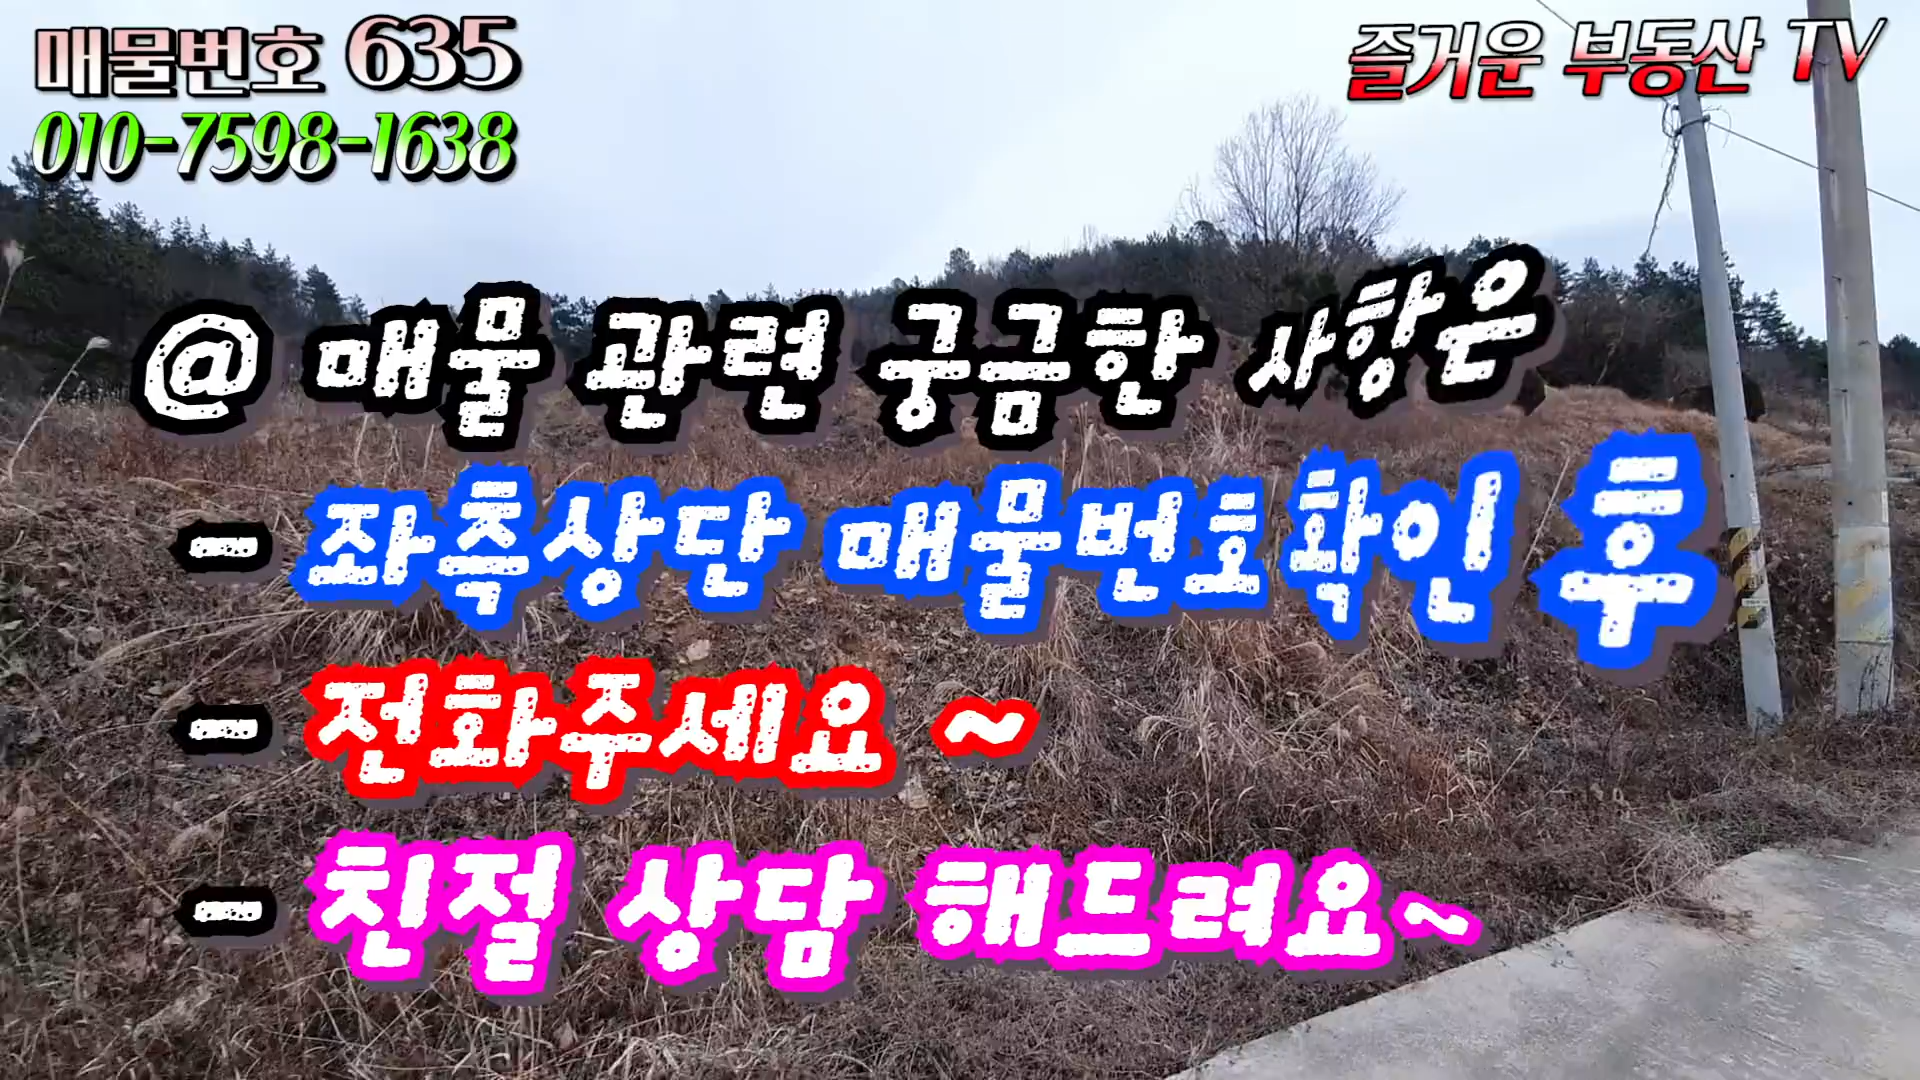 매물번호 635
즐거운 부동산 TV
010-7598-1638
@ 매물 관련 궁금한 사항은
- 좌측상단 매물번호확인 후
- 전화주세요 ~
- 친절 상담 해드려요~